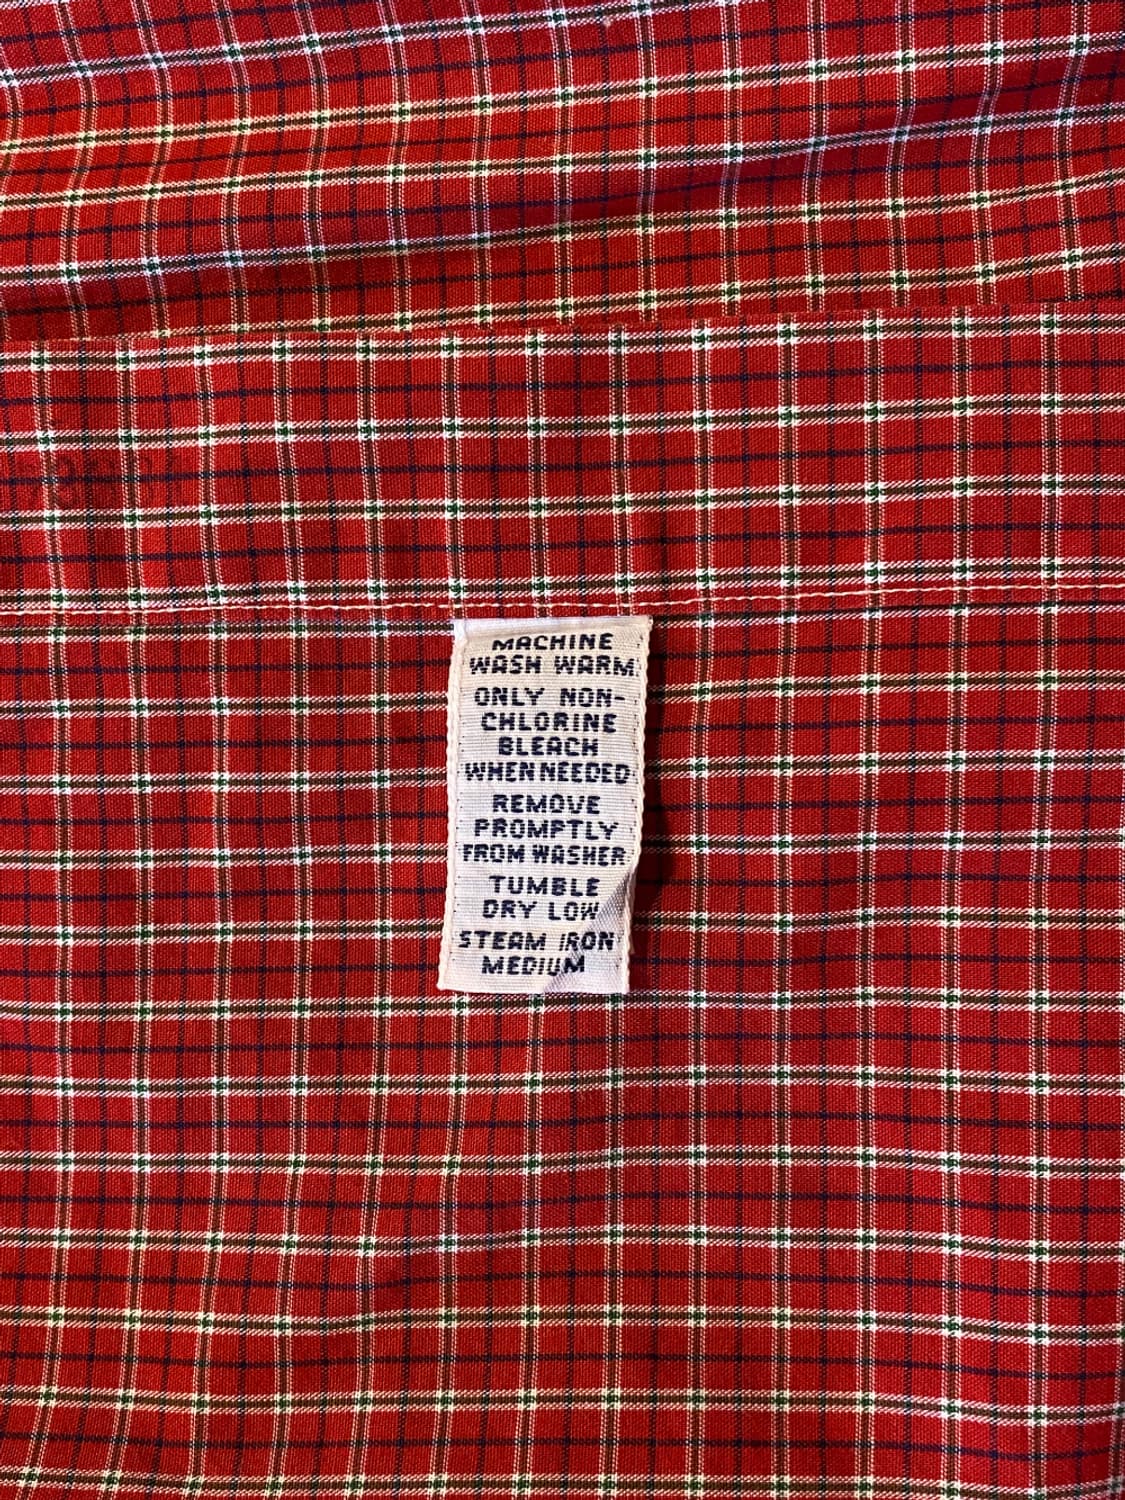 MACHINE
WASH WARM
ONLY NON-
CHLORINE
BLEACH
WHEN NEEDED
REMOVE
PROMPTLY
FROM WASHER
TUMBLE
DRY LOW
STEAM IRON
MEDIUM